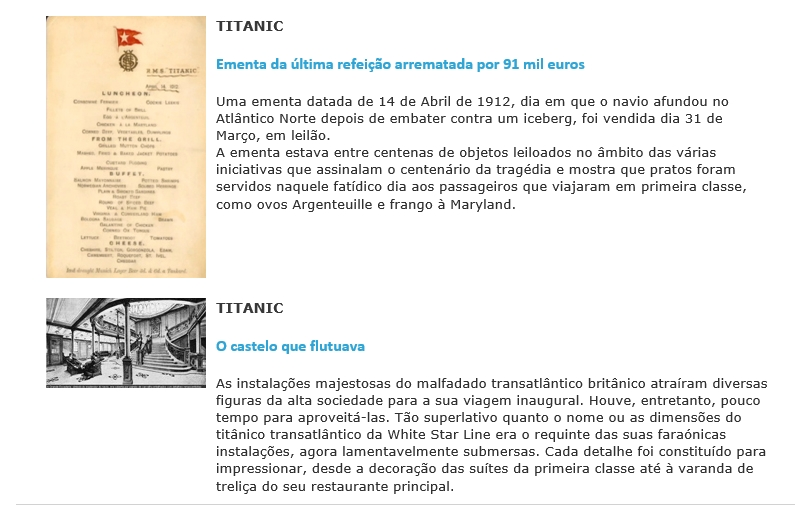 R.M.S. "TITANIC."
APRIL 14, 1912.
LUNCHEON.
CONSOMMÉ FERMIER COCKIE LEEKIE
FILLETS OF BRILL
EGG À L'ARGENTEUIL
CHICKEN À LA MARYLAND
CORNED BEEF, VEGETABLES, DUMPLINGS
FROM THE GRILL.
GRILLED MUTTON CHOPS
MASHED, FRIED & BAKED JACKET POTATOES
CUSTARD PUDDING
APPLE MERINGUE PASTRY
BUFFET.
SALMON MAYONNAISE POTTED SHRIMPS
NORWEGIAN ANCHOVIES SOUSED HERRINGS
PLAIN & SMOKED SARDINES
ROAST BEEF
ROUND OF SPICED BEEF
VEAL & HAM PIE
VIRGINIA & CUMBERLAND HAM
BOLOGNA SAUSAGE BRAWN
GALANTINE OF CHICKEN
CORNED OX TONGUE
LETTUCE BEETROOT TOMATOES
CHEESE.
CHESHIRE, STILTON, GORGONZOLA, EDAM,
CAMEMBERT, ROQUEFORT, ST. IVEL,
CHEDDAR
Iced draught Munich Lager Beer 3d. & 6d. a Tankard.
TITANIC
Ementa da última refeição arrematada por 91 mil euros
Uma ementa datada de 14 de Abril de 1912, dia em que o navio afundou no
Atlântico Norte depois de embater contra um iceberg, foi vendida dia 31 de
Março, em leilão.
A ementa estava entre centenas de objetos leiloados no âmbito das várias
iniciativas que assinalam o centenário da tragédia e mostra que pratos foram
servidos naquele fatídico dia aos passageiros que viajaram em primeira classe,
como ovos Argenteuille e frango à Maryland.
TITANIC
O castelo que flutuava
As instalações majestosas do malfadado transatlântico britânico atraíram diversas
figuras da alta sociedade para a sua viagem inaugural. Houve, entretanto, pouco
tempo para aproveitá-las. Tão superlativo quanto o nome ou as dimensões do
titânico transatlântico da White Star Line era o requinte das suas faraónicas
instalações, agora lamentavelmente submersas. Cada detalhe foi constituído para
impressionar, desde a decoração das suítes da primeira classe até à varanda de
treliça do seu restaurante principal.